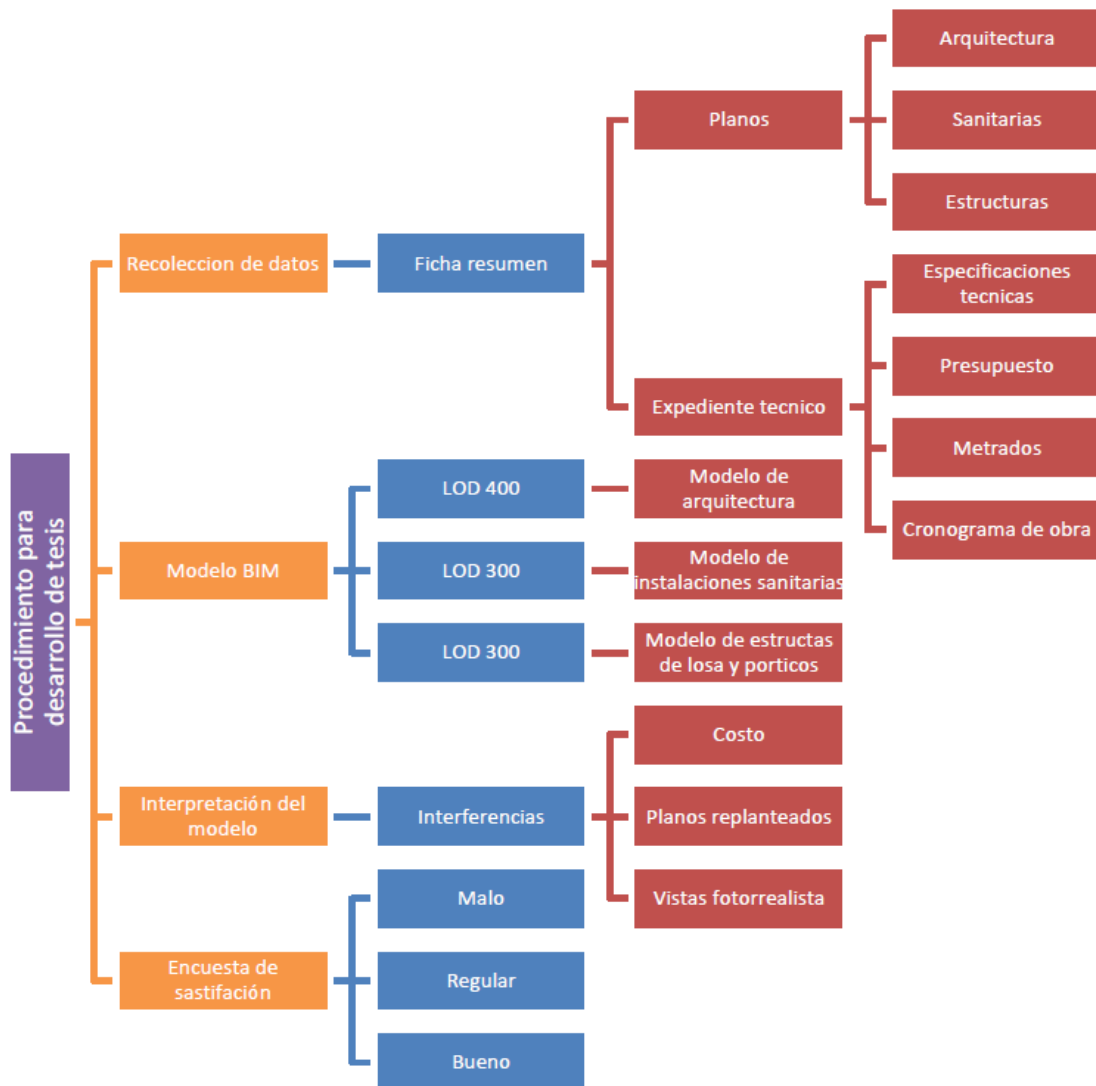 Procedimiento para
desarrollo de tesis
Recoleccion de datos
Ficha resumen
Planos
Arquitectura
Sanitarias
Estructuras
Expediente tecnico
Especificaciones
tecnicas
Presupuesto
Metrados
Cronograma de obra
Modelo BIM
LOD 400
Modelo de
arquitectura
LOD 300
Modelo de
instalaciones sanitarias
LOD 300
Modelo de estructas
de losa y porticos
Interpretación del
modelo
Interferencias
Costo
Planos replanteados
Vistas fotorrealista
Encuesta de
sastifación
Malo
Regular
Bueno